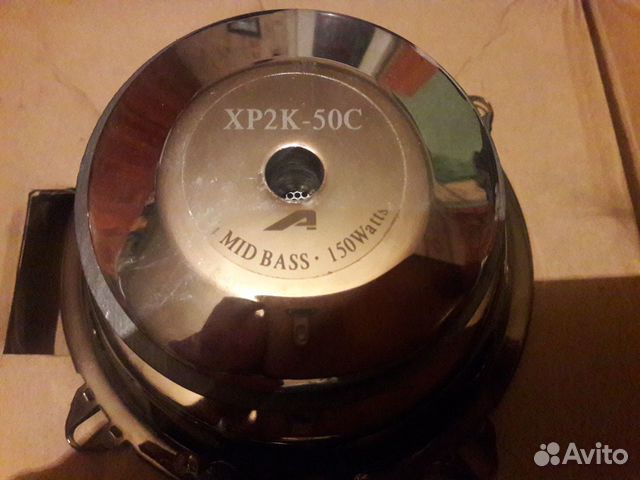 XP2K-50C
MID BASS · 150Watts
Avito